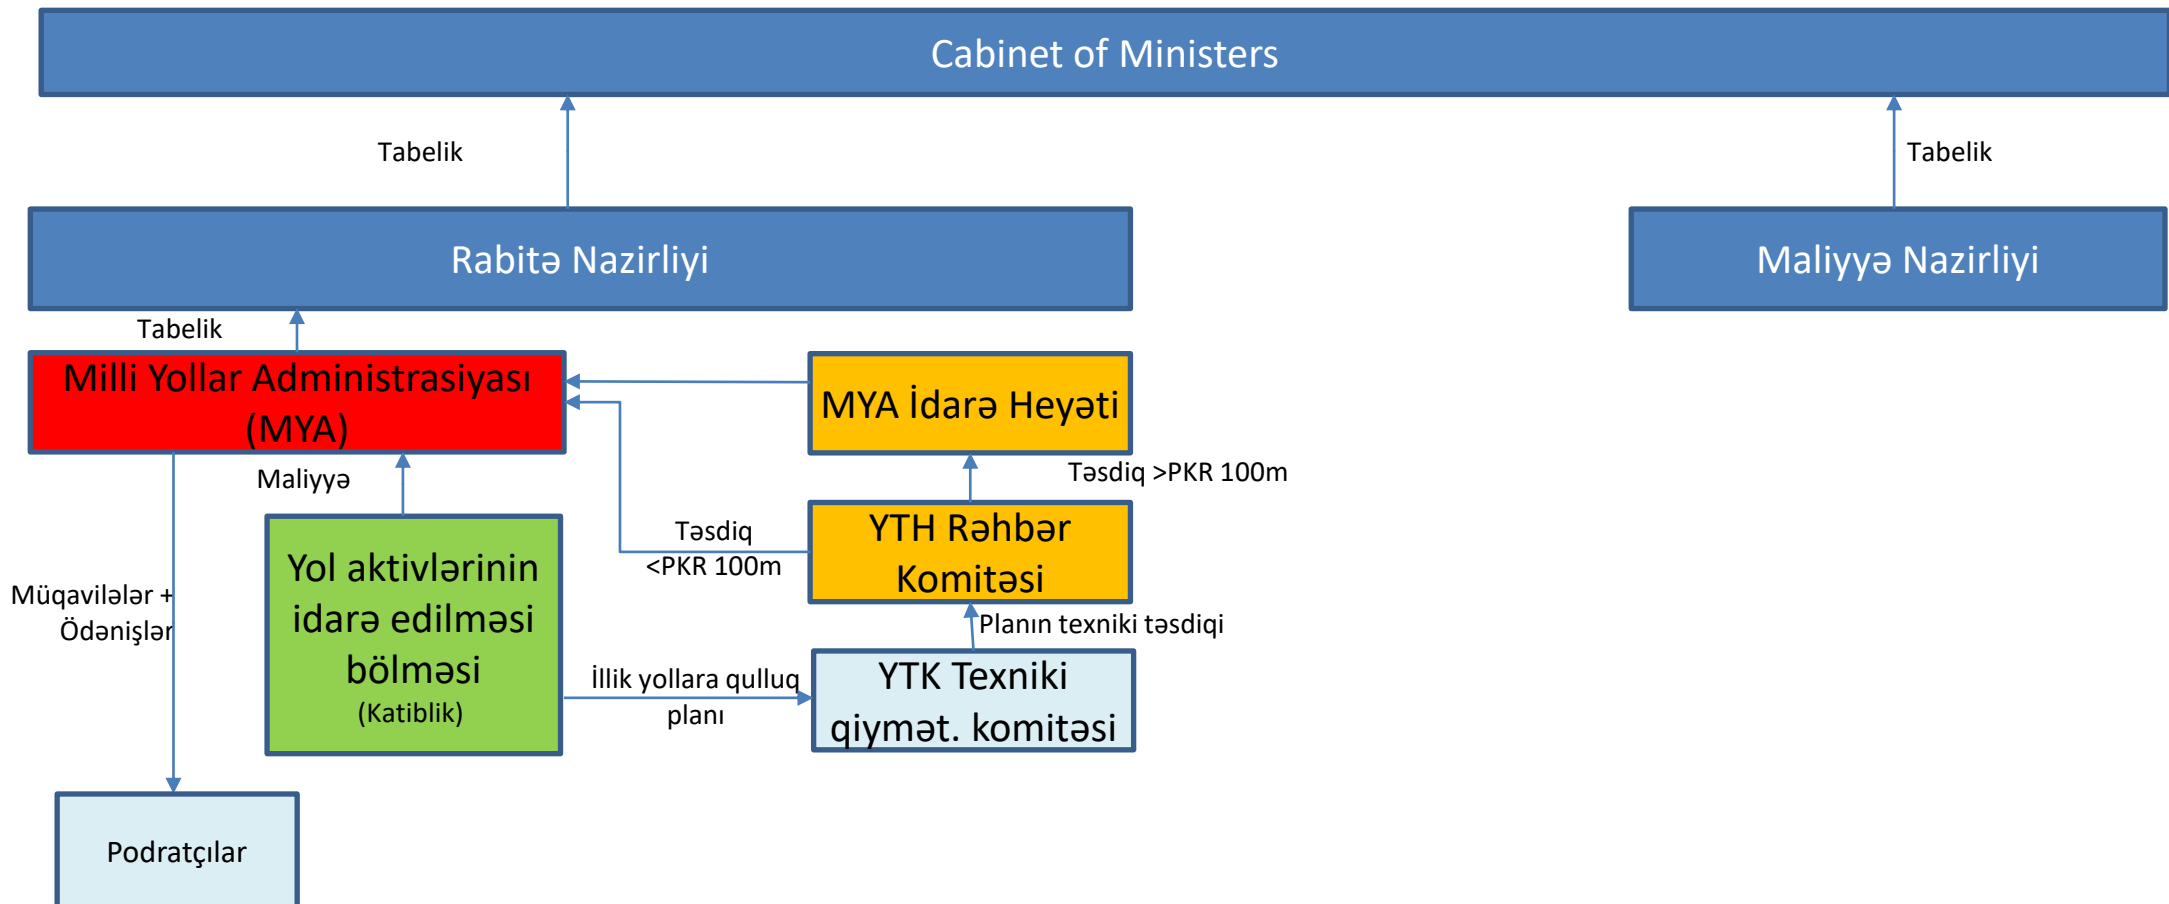 Cabinet of Ministers
Tabelik
Tabelik
Rabitə Nazirliyi
Maliyyə Nazirliyi
Tabelik
Milli Yollar Administrasiyası
(MYA)
MYA İdarə Heyəti
Maliyyə
Təsdiq >PKR 100m
Təsdiq
<PKR 100m
YTH Rəhbər
Komitəsi
Yol aktivlərinin
idarə edilməsi
bölməsi
(Katiblik)
Müqavilələr +
Ödənişlər
Planın texniki təsdiqi
İllik yollara qulluq
planı
YTK Texniki
qiymət. komitəsi
Podratçılar